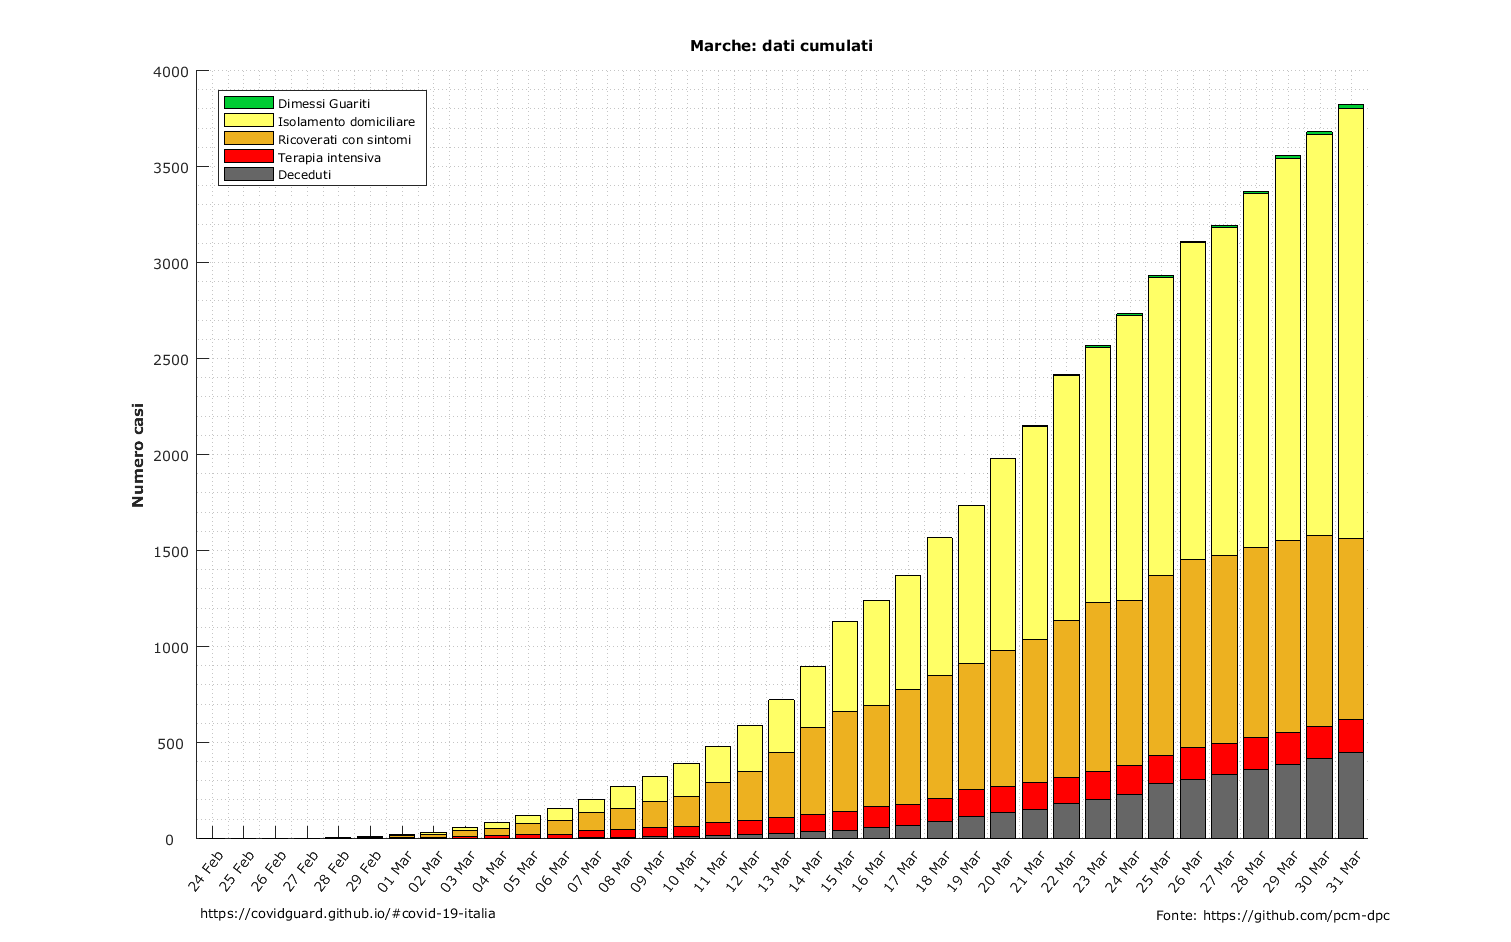 Marche: dati cumulati
Numero casi
4000
3500
3000
2500
2000
1500
1000
500
0
Dimessi Guariti
Isolamento domiciliare
Ricoverati con sintomi
Terapia intensiva
Deceduti
24 Feb
25 Feb
26 Feb
27 Feb
28 Feb
29 Feb
01 Mar
02 Mar
03 Mar
04 Mar
05 Mar
06 Mar
07 Mar
08 Mar
09 Mar
10 Mar
11 Mar
12 Mar
13 Mar
14 Mar
15 Mar
16 Mar
17 Mar
18 Mar
19 Mar
20 Mar
21 Mar
22 Mar
23 Mar
24 Mar
25 Mar
26 Mar
27 Mar
28 Mar
29 Mar
30 Mar
31 Mar
https://covidguard.github.io/#covid-19-italia
Fonte: https://github.com/pcm-dpc